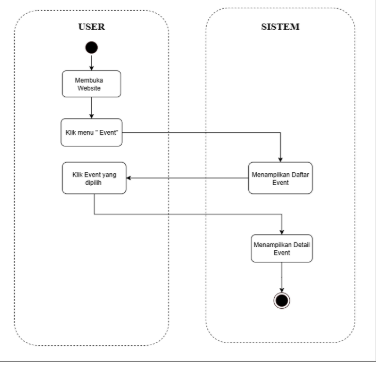 USER
SISTEM
Membuka
Website
Klik menu " Event"
Menampilkan Daftar
Event
Klik Event yang
dipilih
Menampilkan Detail
Event